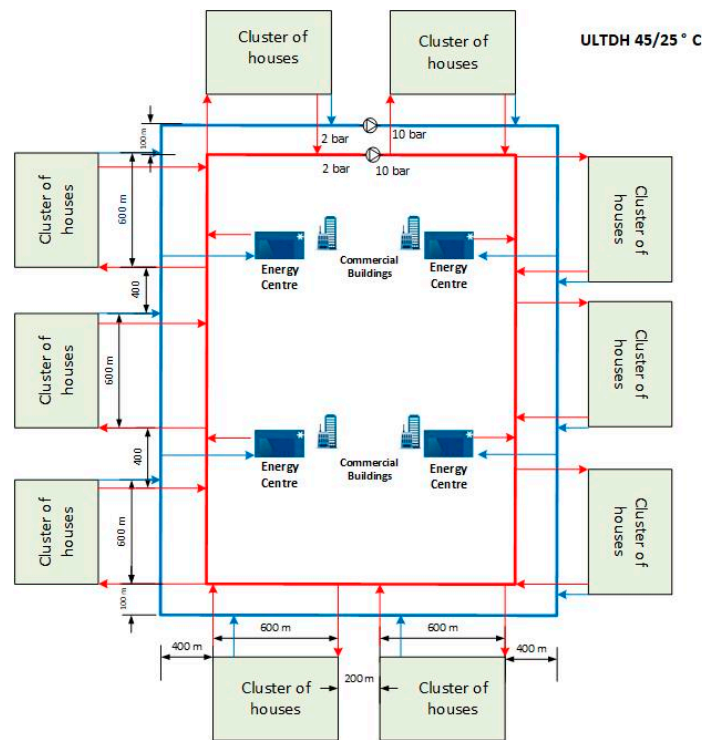 Cluster of
houses
Cluster of
houses
ULTDH 45/25 ° C
100 m
2 bar
10 bar
2 bar
10 bar
Cluster of
houses
600 m
Cluster of
houses
Energy
Centre
Commercial
Buildings
Energy
Centre
400
Cluster of
houses
600 m
Cluster of
houses
400
Energy
Centre
Commercial
Buildings
Energy
Centre
Cluster of
houses
600 m
Cluster of
houses
100 m
600 m
600 m
400 m
400 m
200 m
Cluster of
houses
Cluster of
houses